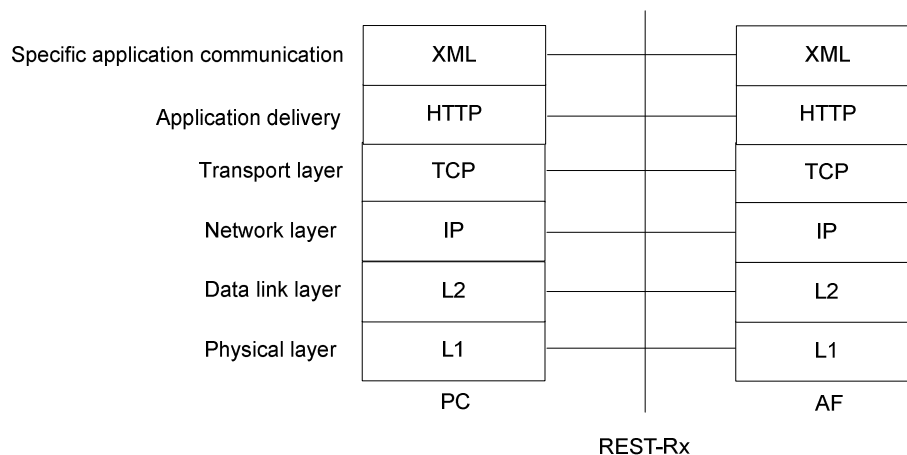 Specific application communication XML XML
Application delivery HTTP HTTP
Transport layer TCP TCP
Network layer IP IP
Data link layer L2 L2
Physical layer L1 L1
PC AF
REST-Rx